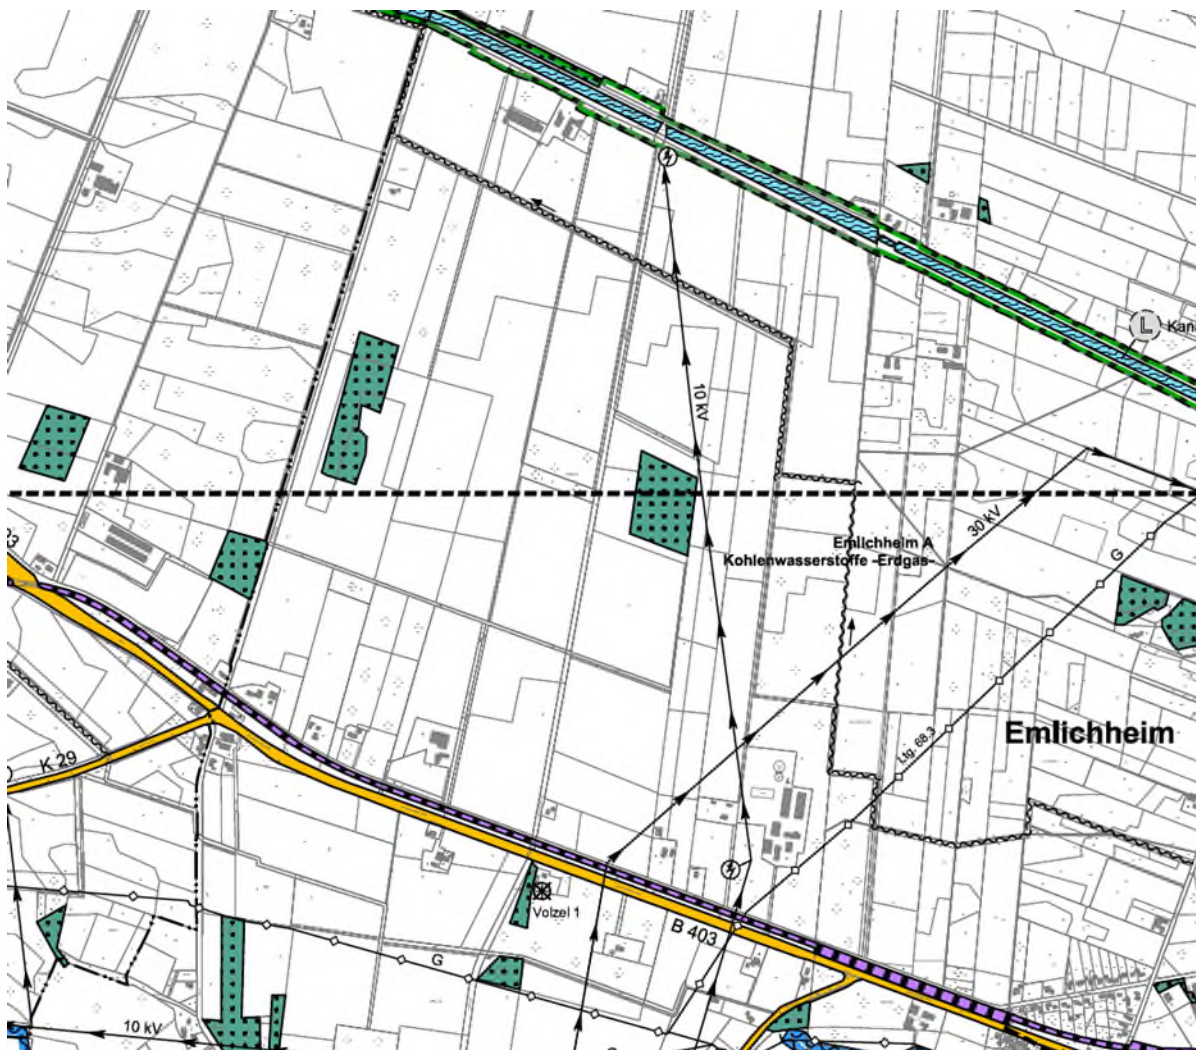 L
Kan
10 kV
30 kV
Emlichheim A
Kohlenwasserstoffe -Erdgas-
G
Emlichheim
Ltg. 68.3
K 29
Volzel 1
B 403
G
10 kV